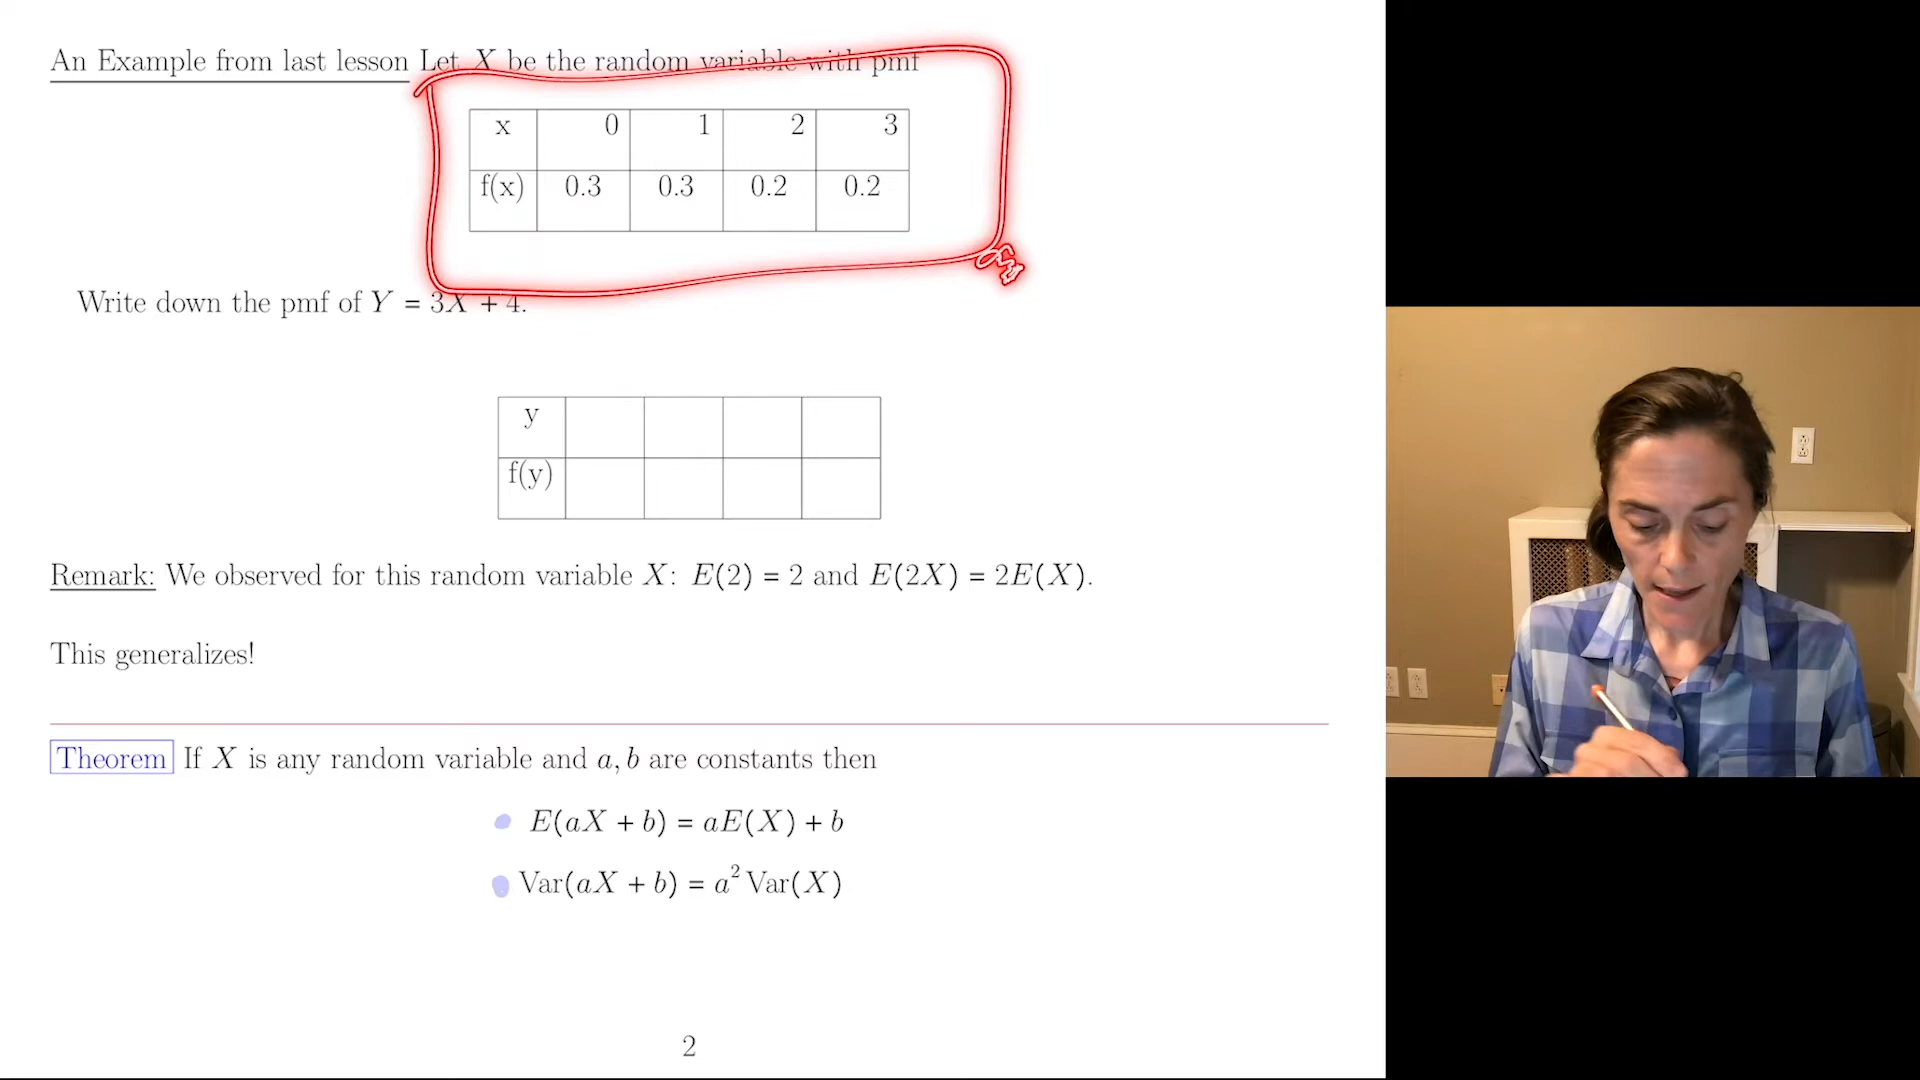 An Example from last lesson Let X be the random variable with pmf
x 0 1 2 3
f(x) 0.3 0.3 0.2 0.2
Write down the pmf of Y = 3X + 4.
y
f(y)
Remark: We observed for this random variable X: E(2) = 2 and E(2X) = 2E(X).
This generalizes!
Theorem If X is any random variable and a, b are constants then
E(aX + b) = aE(X) + b
Var(aX + b) = a² Var(X)
2